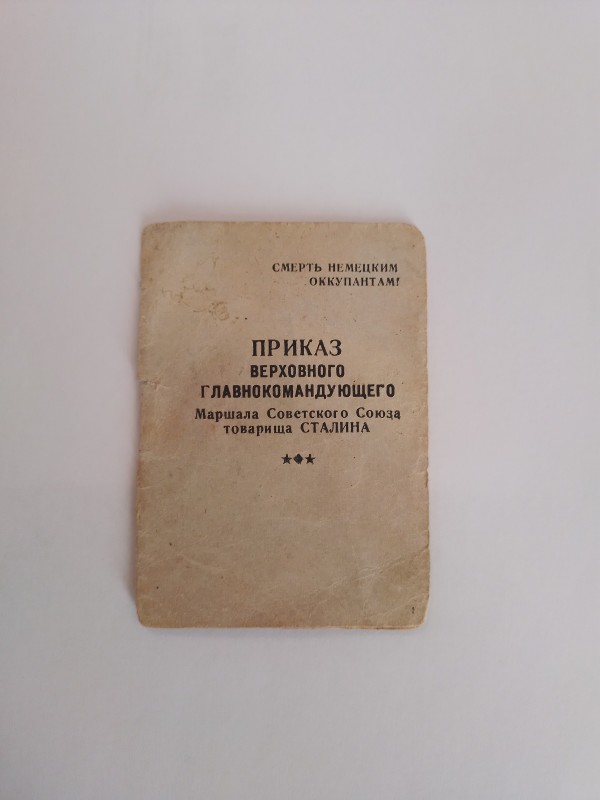 СМЕРТЬ НЕМЕЦКИМ
ОККУПАНТАМ!
ПРИКАЗ
ВЕРХОВНОГО
ГЛАВНОКОМАНДУЮЩЕГО
Маршала Советского Союза
товарища СТАЛИНА